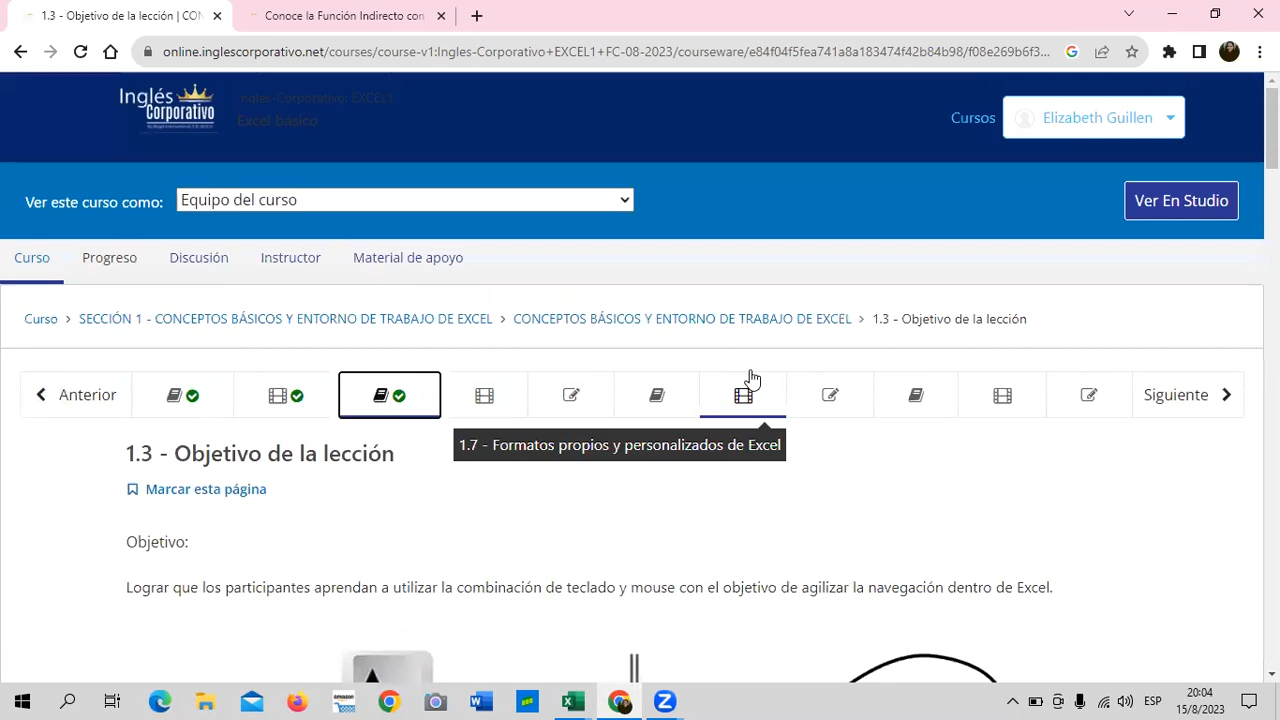 1.3 - Objetivo de la lección | CON
Conoce la Función Indirecto con
online.inglescorporativo.net/courses/course-v1:Ingles-Corporativo+EXCEL1+FC-08-2023/courseware/e84f04f5fea741a8a183474f42b84b98/f08e269b6f3...
Inglés
Corporativo
Ingles-Corporativo: EXCEL1
Excel básico
Cursos
Elizabeth Guillen
Ver este curso como:
Equipo del curso
Ver En Studio
Curso
Progreso
Discusión
Instructor
Material de apoyo
Curso > SECCIÓN 1 - CONCEPTOS BÁSICOS Y ENTORNO DE TRABAJO DE EXCEL > CONCEPTOS BÁSICOS Y ENTORNO DE TRABAJO DE EXCEL > 1.3 - Objetivo de la lección
Anterior
Siguiente
1.7 - Formatos propios y personalizados de Excel
1.3 - Objetivo de la lección
Marcar esta página
Objetivo:
Lograr que los participantes aprendan a utilizar la combinación de teclado y mouse con el objetivo de agilizar la navegación dentro de Excel.
ESP
20:04
15/8/2023